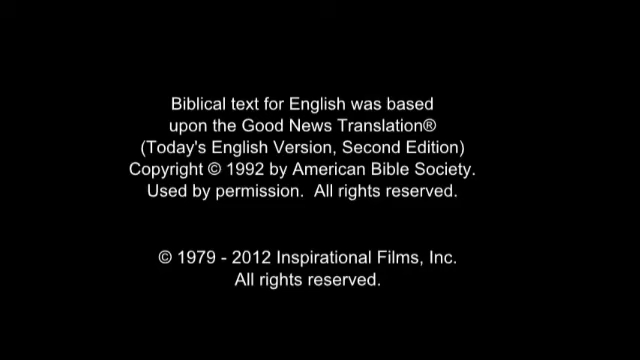 Biblical text for English was based
upon the Good News Translation®
(Today's English Version, Second Edition)
Copyright © 1992 by American Bible Society.
Used by permission.  All rights reserved.
© 1979 - 2012 Inspirational Films, Inc.
All rights reserved.